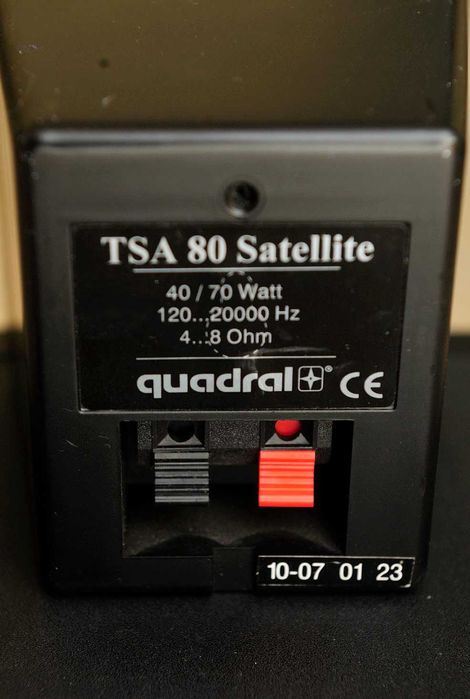 TSA 80 Satellite
40 / 70 Watt
120...20000 Hz
4...8 Ohm
quadral® CE
10-07 01 23